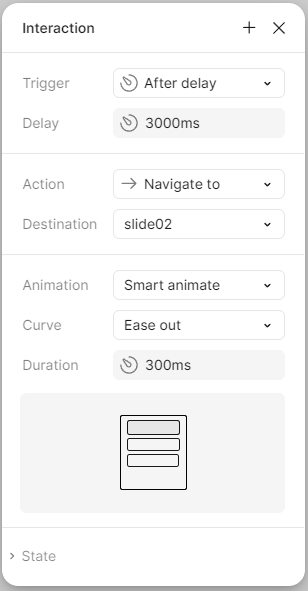 Interaction
Trigger After delay
Delay 3000ms
Action Navigate to
Destination slide02
Animation Smart animate
Curve Ease out
Duration 300ms
State